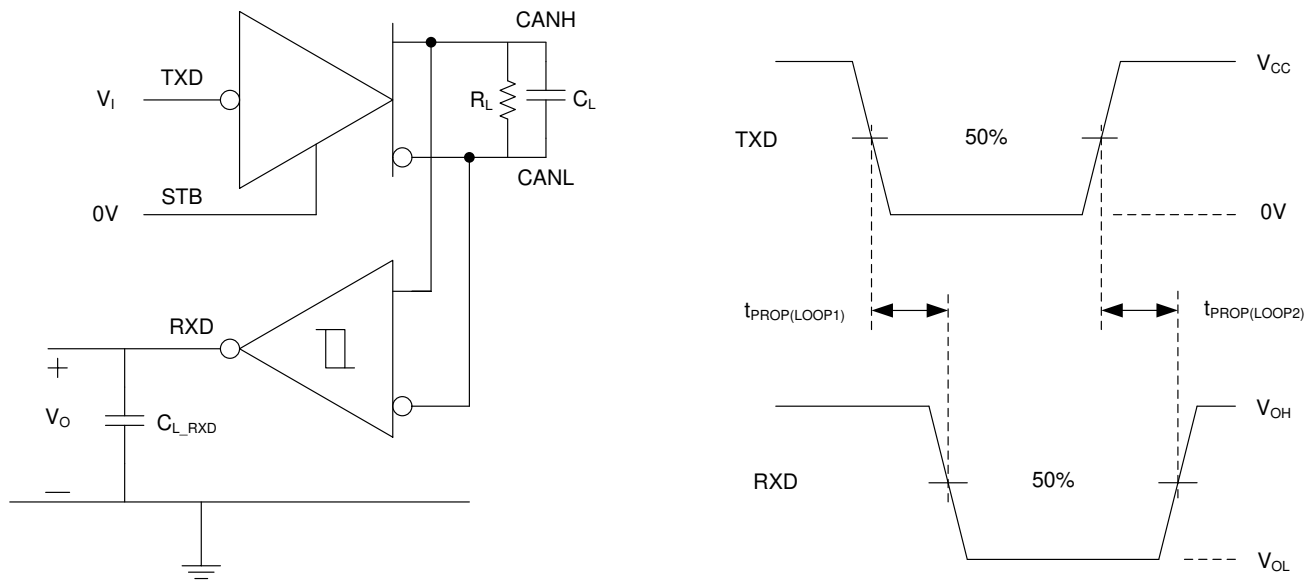 CANH
TXD
V_I
R_L
C_L
CANL
STB
0V
RXD
+
V_O
C_L_RXD
—
V_CC
TXD
50%
0V
t_PROP(LOOP1)
t_PROP(LOOP2)
V_OH
RXD
50%
V_OL